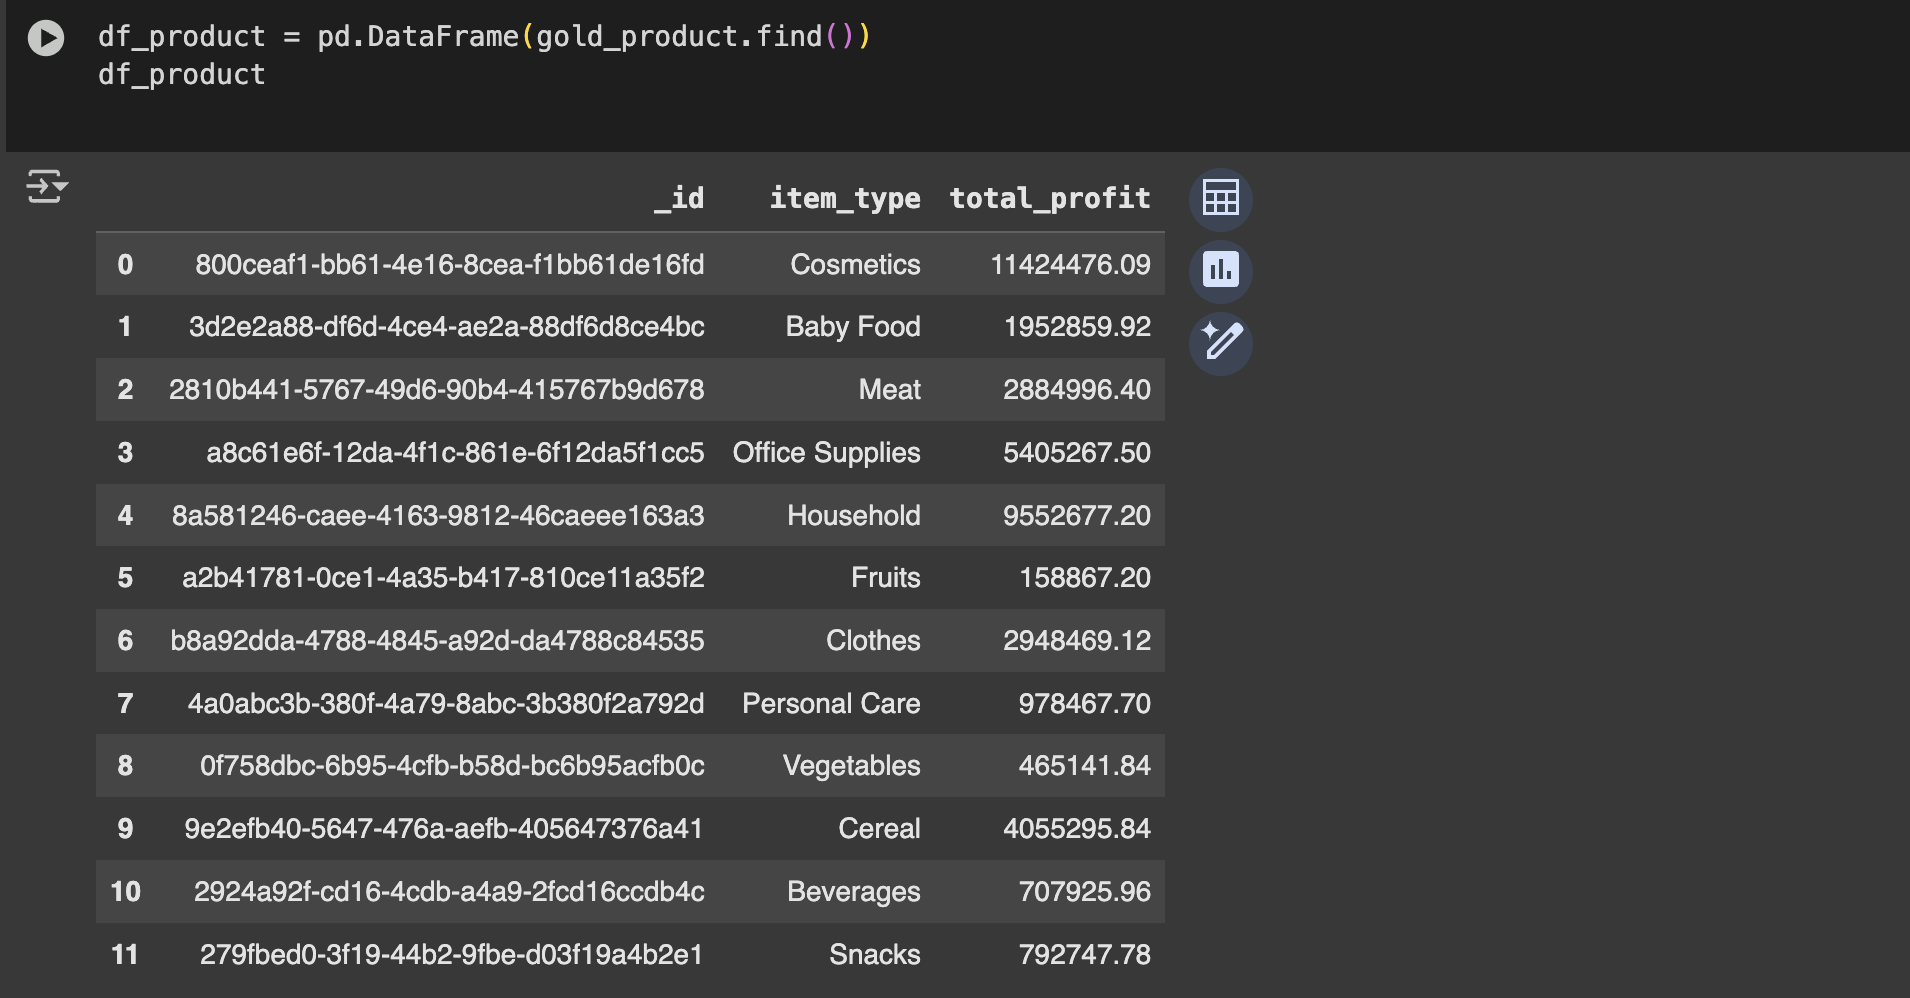 df_product = pd.DataFrame(gold_product.find())
df_product
_id item_type total_profit
0 800ceaf1-bb61-4e16-8cea-f1bb61de16fd Cosmetics 11424476.09
1 3d2e2a88-df6d-4ce4-ae2a-88df6d8ce4bc Baby Food 1952859.92
2 2810b441-5767-49d6-90b4-415767b9d678 Meat 2884996.40
3 a8c61e6f-12da-4f1c-861e-6f12da5f1cc5 Office Supplies 5405267.50
4 8a581246-caee-4163-9812-46caeee163a3 Household 9552677.20
5 a2b41781-0ce1-4a35-b417-810ce11a35f2 Fruits 158867.20
6 b8a92dda-4788-4845-a92d-da4788c84535 Clothes 2948469.12
7 4a0abc3b-380f-4a79-8abc-3b380f2a792d Personal Care 978467.70
8 0f758dbc-6b95-4cfb-b58d-bc6b95acfb0c Vegetables 465141.84
9 9e2efb40-5647-476a-aefb-405647376a41 Cereal 4055295.84
10 2924a92f-cd16-4cdb-a4a9-2fcd16ccdb4c Beverages 707925.96
11 279fbed0-3f19-44b2-9fbe-d03f19a4b2e1 Snacks 792747.78